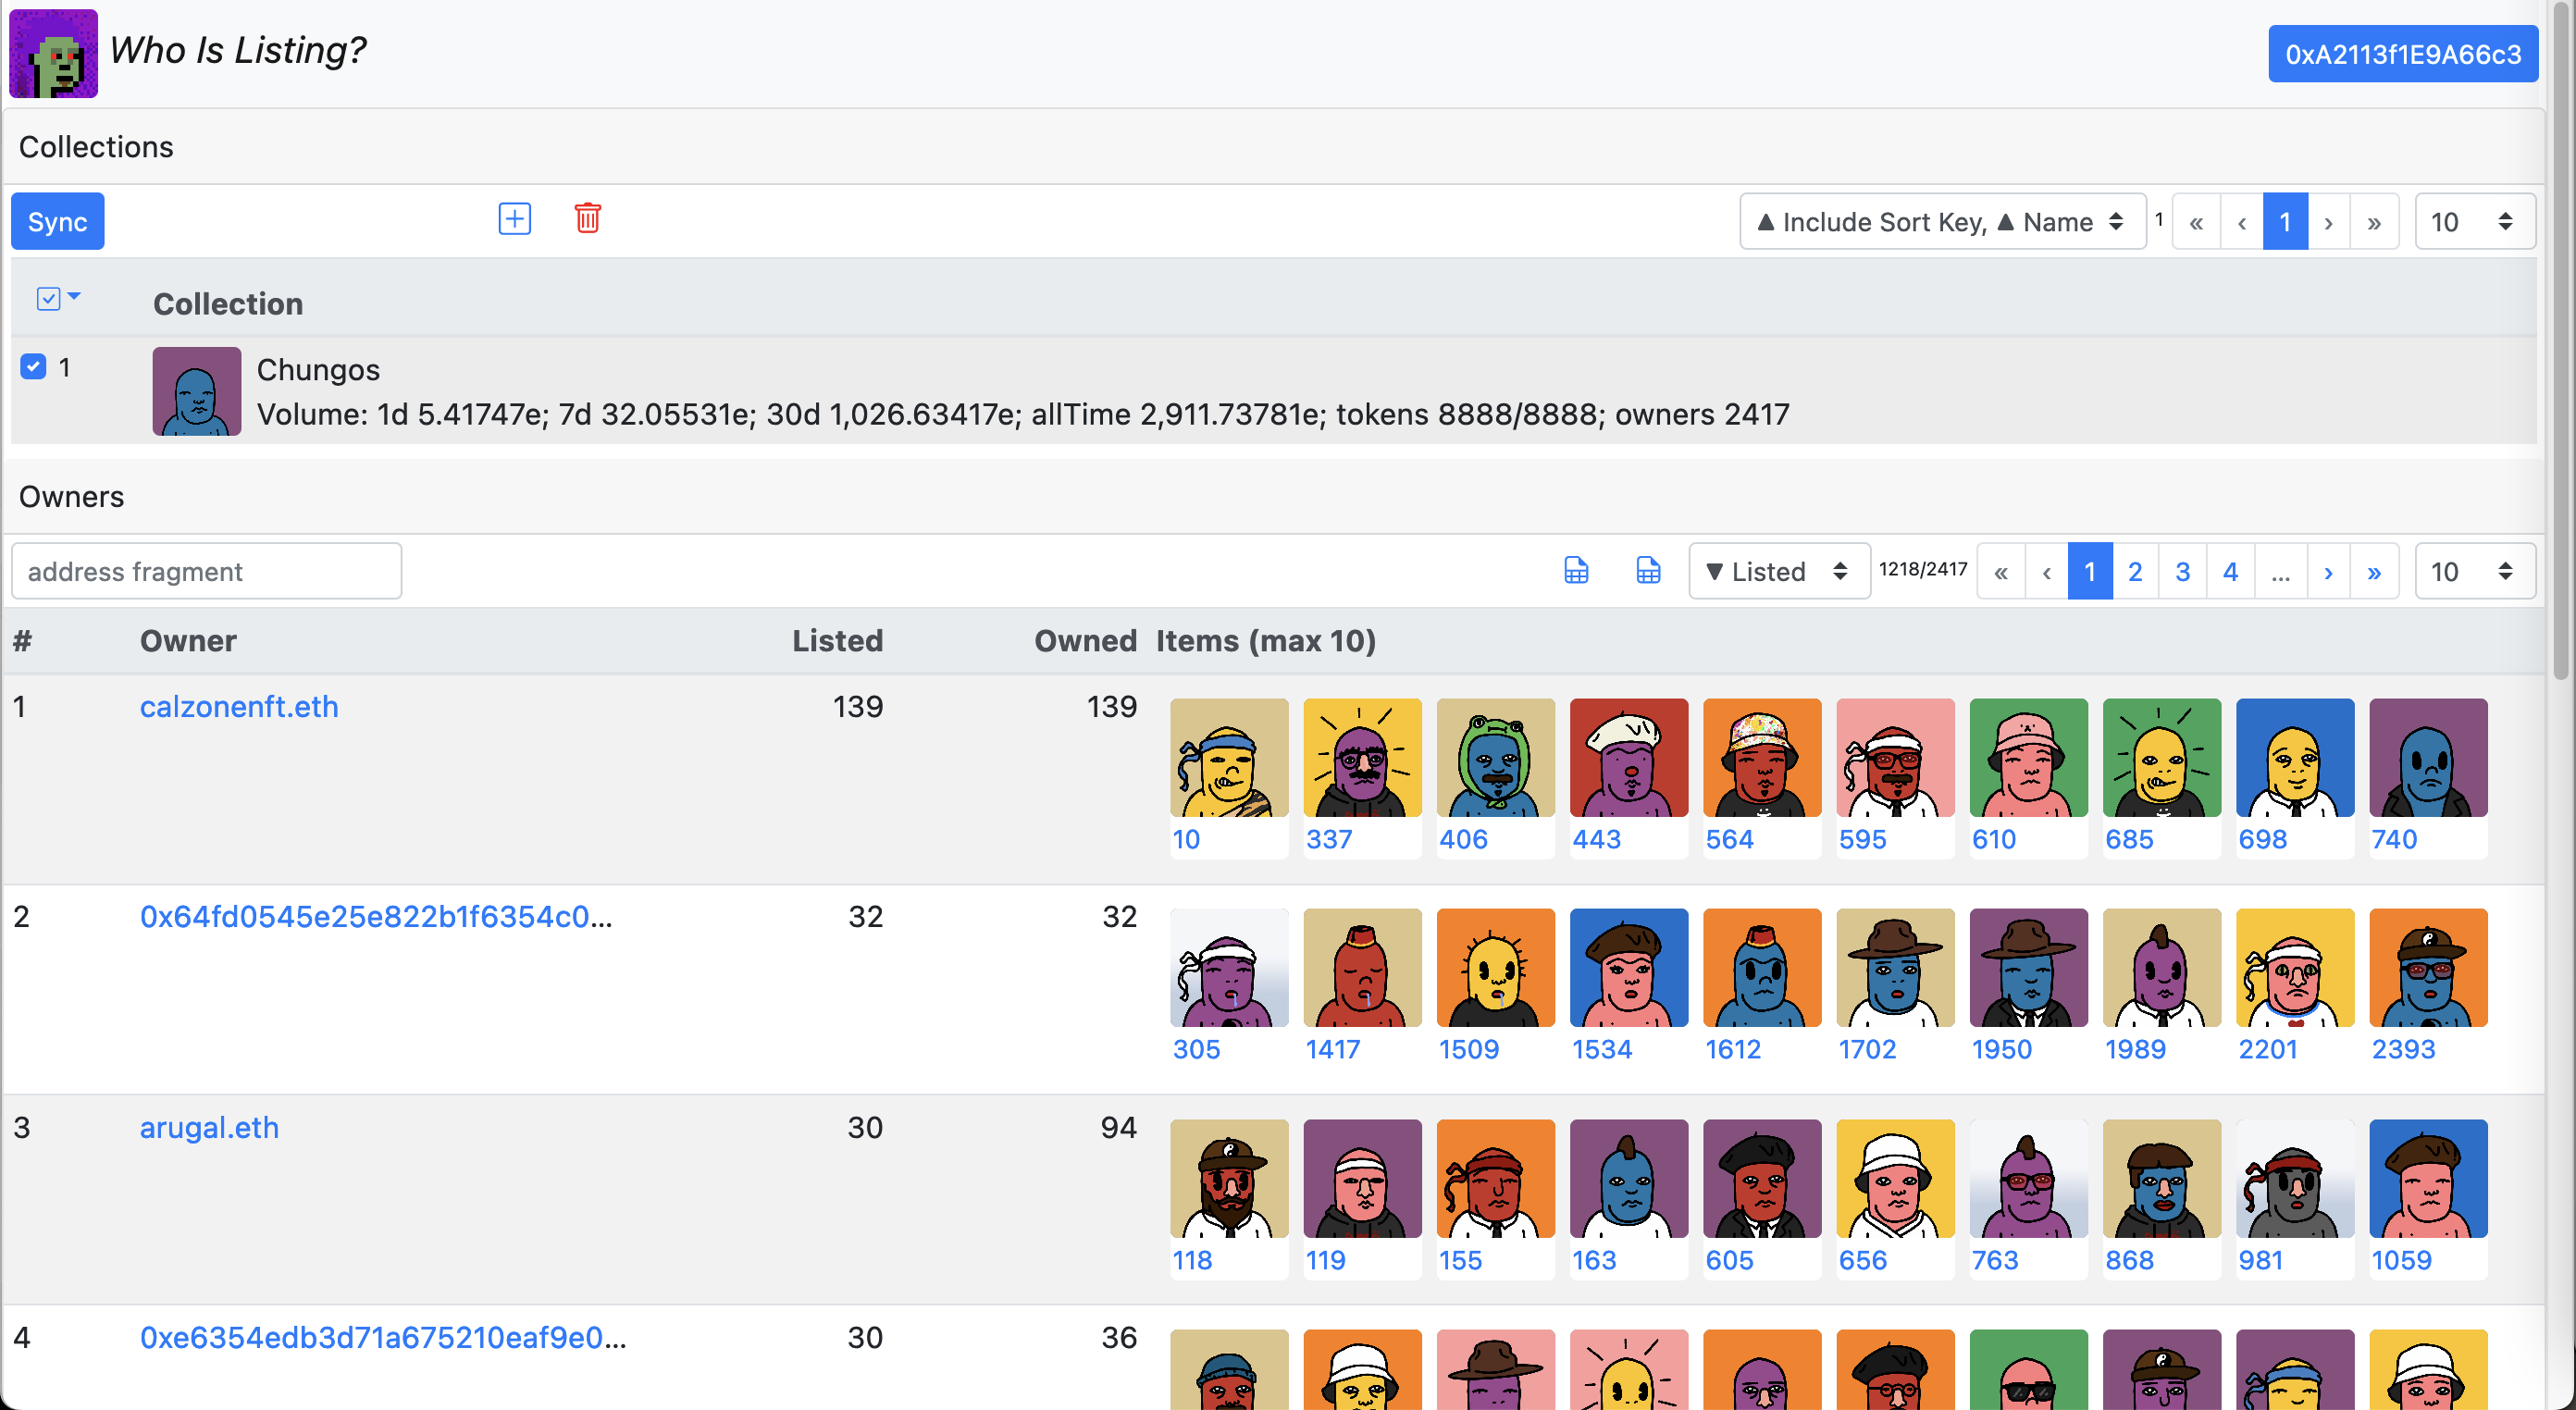 Who Is Listing?
0xA2113f1E9A66c3
Collections
Sync
▲ Include Sort Key, ▲ Name
1
« ‹ 1 › »
10
Collection
1
Chungos
Volume: 1d 5.41747e; 7d 32.05531e; 30d 1,026.63417e; allTime 2,911.73781e; tokens 8888/8888; owners 2417
Owners
address fragment
▼ Listed
1218/2417
« ‹ 1 2 3 4 ... › »
10
# Owner Listed Owned Items (max 10)
1 calzonenft.eth 139 139
10 337 406 443 564 595 610 685 698 740
2 0x64fd0545e25e822b1f6354c0... 32 32
305 1417 1509 1534 1612 1702 1950 1989 2201 2393
3 arugal.eth 30 94
118 119 155 163 605 656 763 868 981 1059
4 0xe6354edb3d71a675210eaf9e0... 30 36